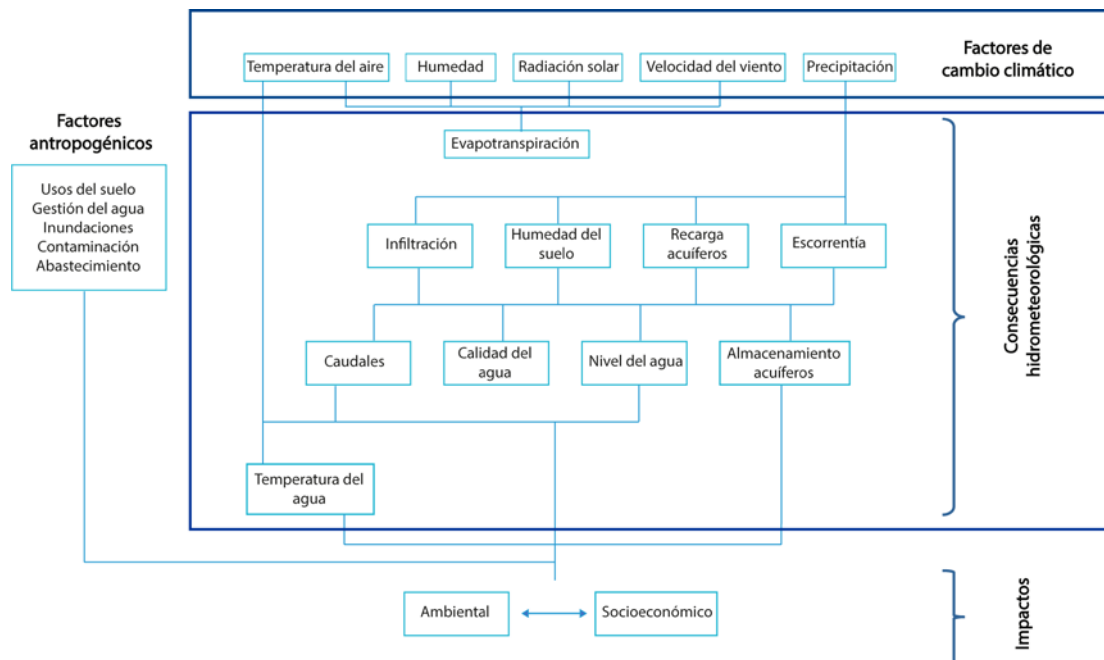 Factores de
cambio climático
Temperatura del aire
Humedad
Radiación solar
Velocidad del viento
Precipitación
Factores
antropogénicos
Usos del suelo
Gestión del agua
Inundaciones
Contaminación
Abastecimiento
Evapotranspiración
Infiltración
Humedad del
suelo
Recarga
acuíferos
Escorrentía
Consecuencias
hidrometeorológicas
Caudales
Calidad del
agua
Nivel del agua
Almacenamiento
acuíferos
Temperatura del
agua
Ambiental
Socioeconómico
Impactos